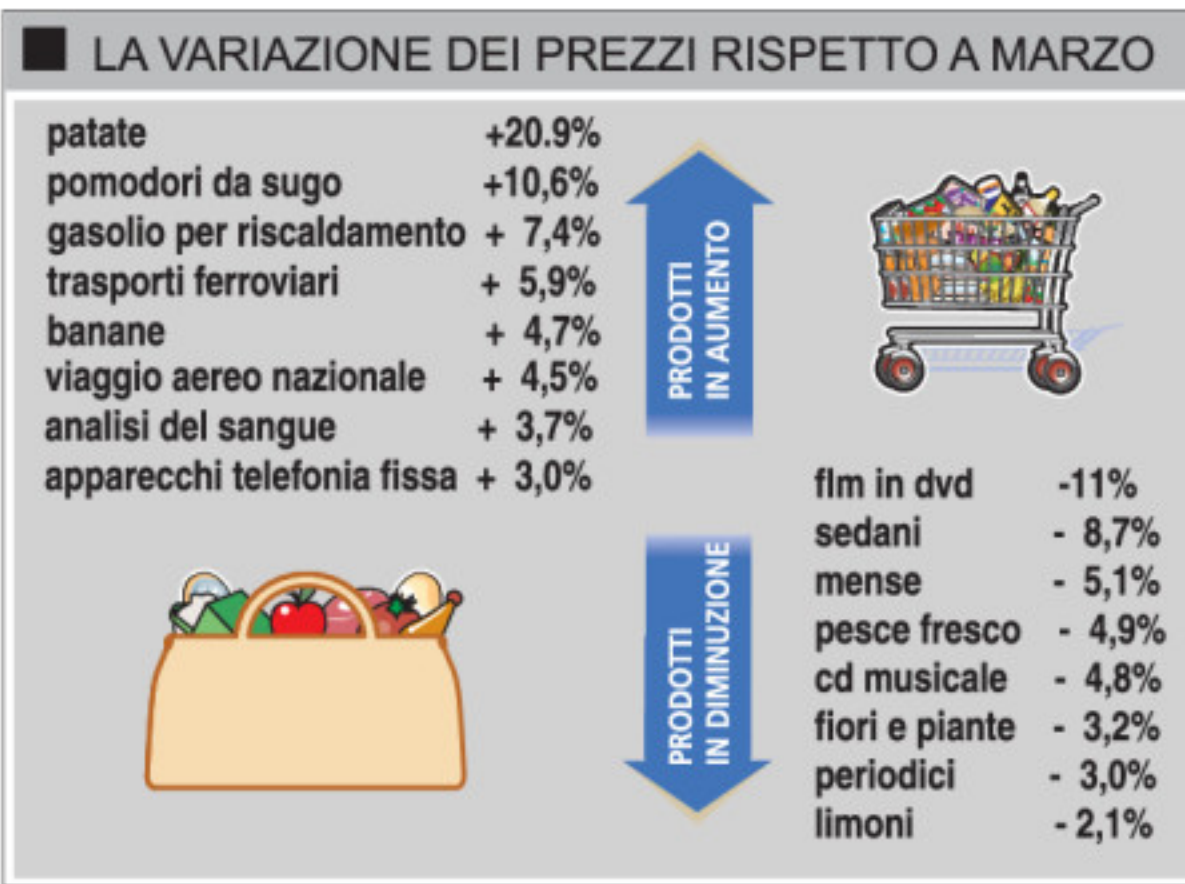 LA VARIAZIONE DEI PREZZI RISPETTO A MARZO
patate +20.9%
pomodori da sugo +10,6%
gasolio per riscaldamento + 7,4%
trasporti ferroviari + 5,9%
banane + 4,7%
viaggio aereo nazionale + 4,5%
analisi del sangue + 3,7%
apparecchi telefonia fissa + 3,0%
PRODOTTI
IN AUMENTO
PRODOTTI
IN DIMINUZIONE
flm in dvd -11%
sedani - 8,7%
mense - 5,1%
pesce fresco - 4,9%
cd musicale - 4,8%
fiori e piante - 3,2%
periodici - 3,0%
limoni - 2,1%